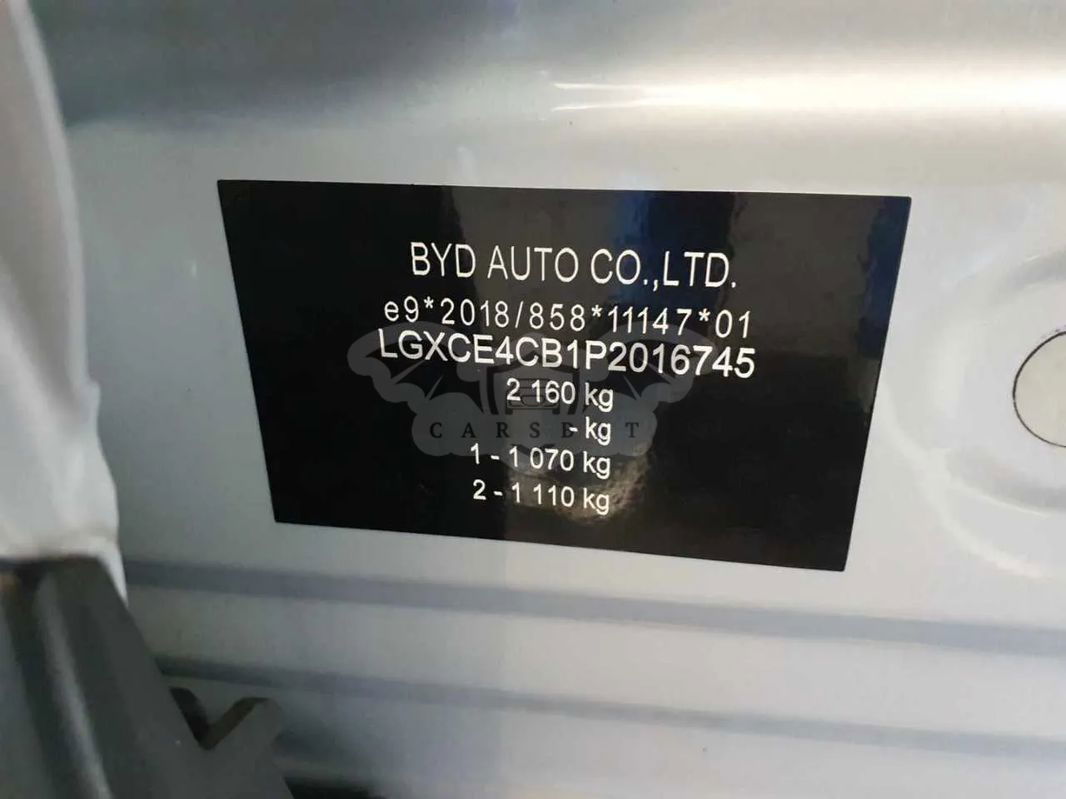 BYD AUTO CO.,LTD.
e9*2018/858*11147*01
LGXCE4CB1P2016745
2 160 kg
- kg
CARSB T
1 - 1 070 kg
2 - 1 110 kg